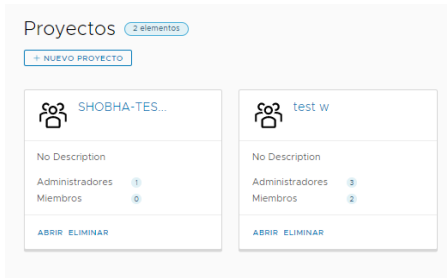 Proyectos 2 elementos
+ NUEVO PROYECTO
SHOBHA-TES...
No Description
Administradores 1
Miembros 0
ABRIR ELIMINAR
test w
No Description
Administradores 3
Miembros 2
ABRIR ELIMINAR